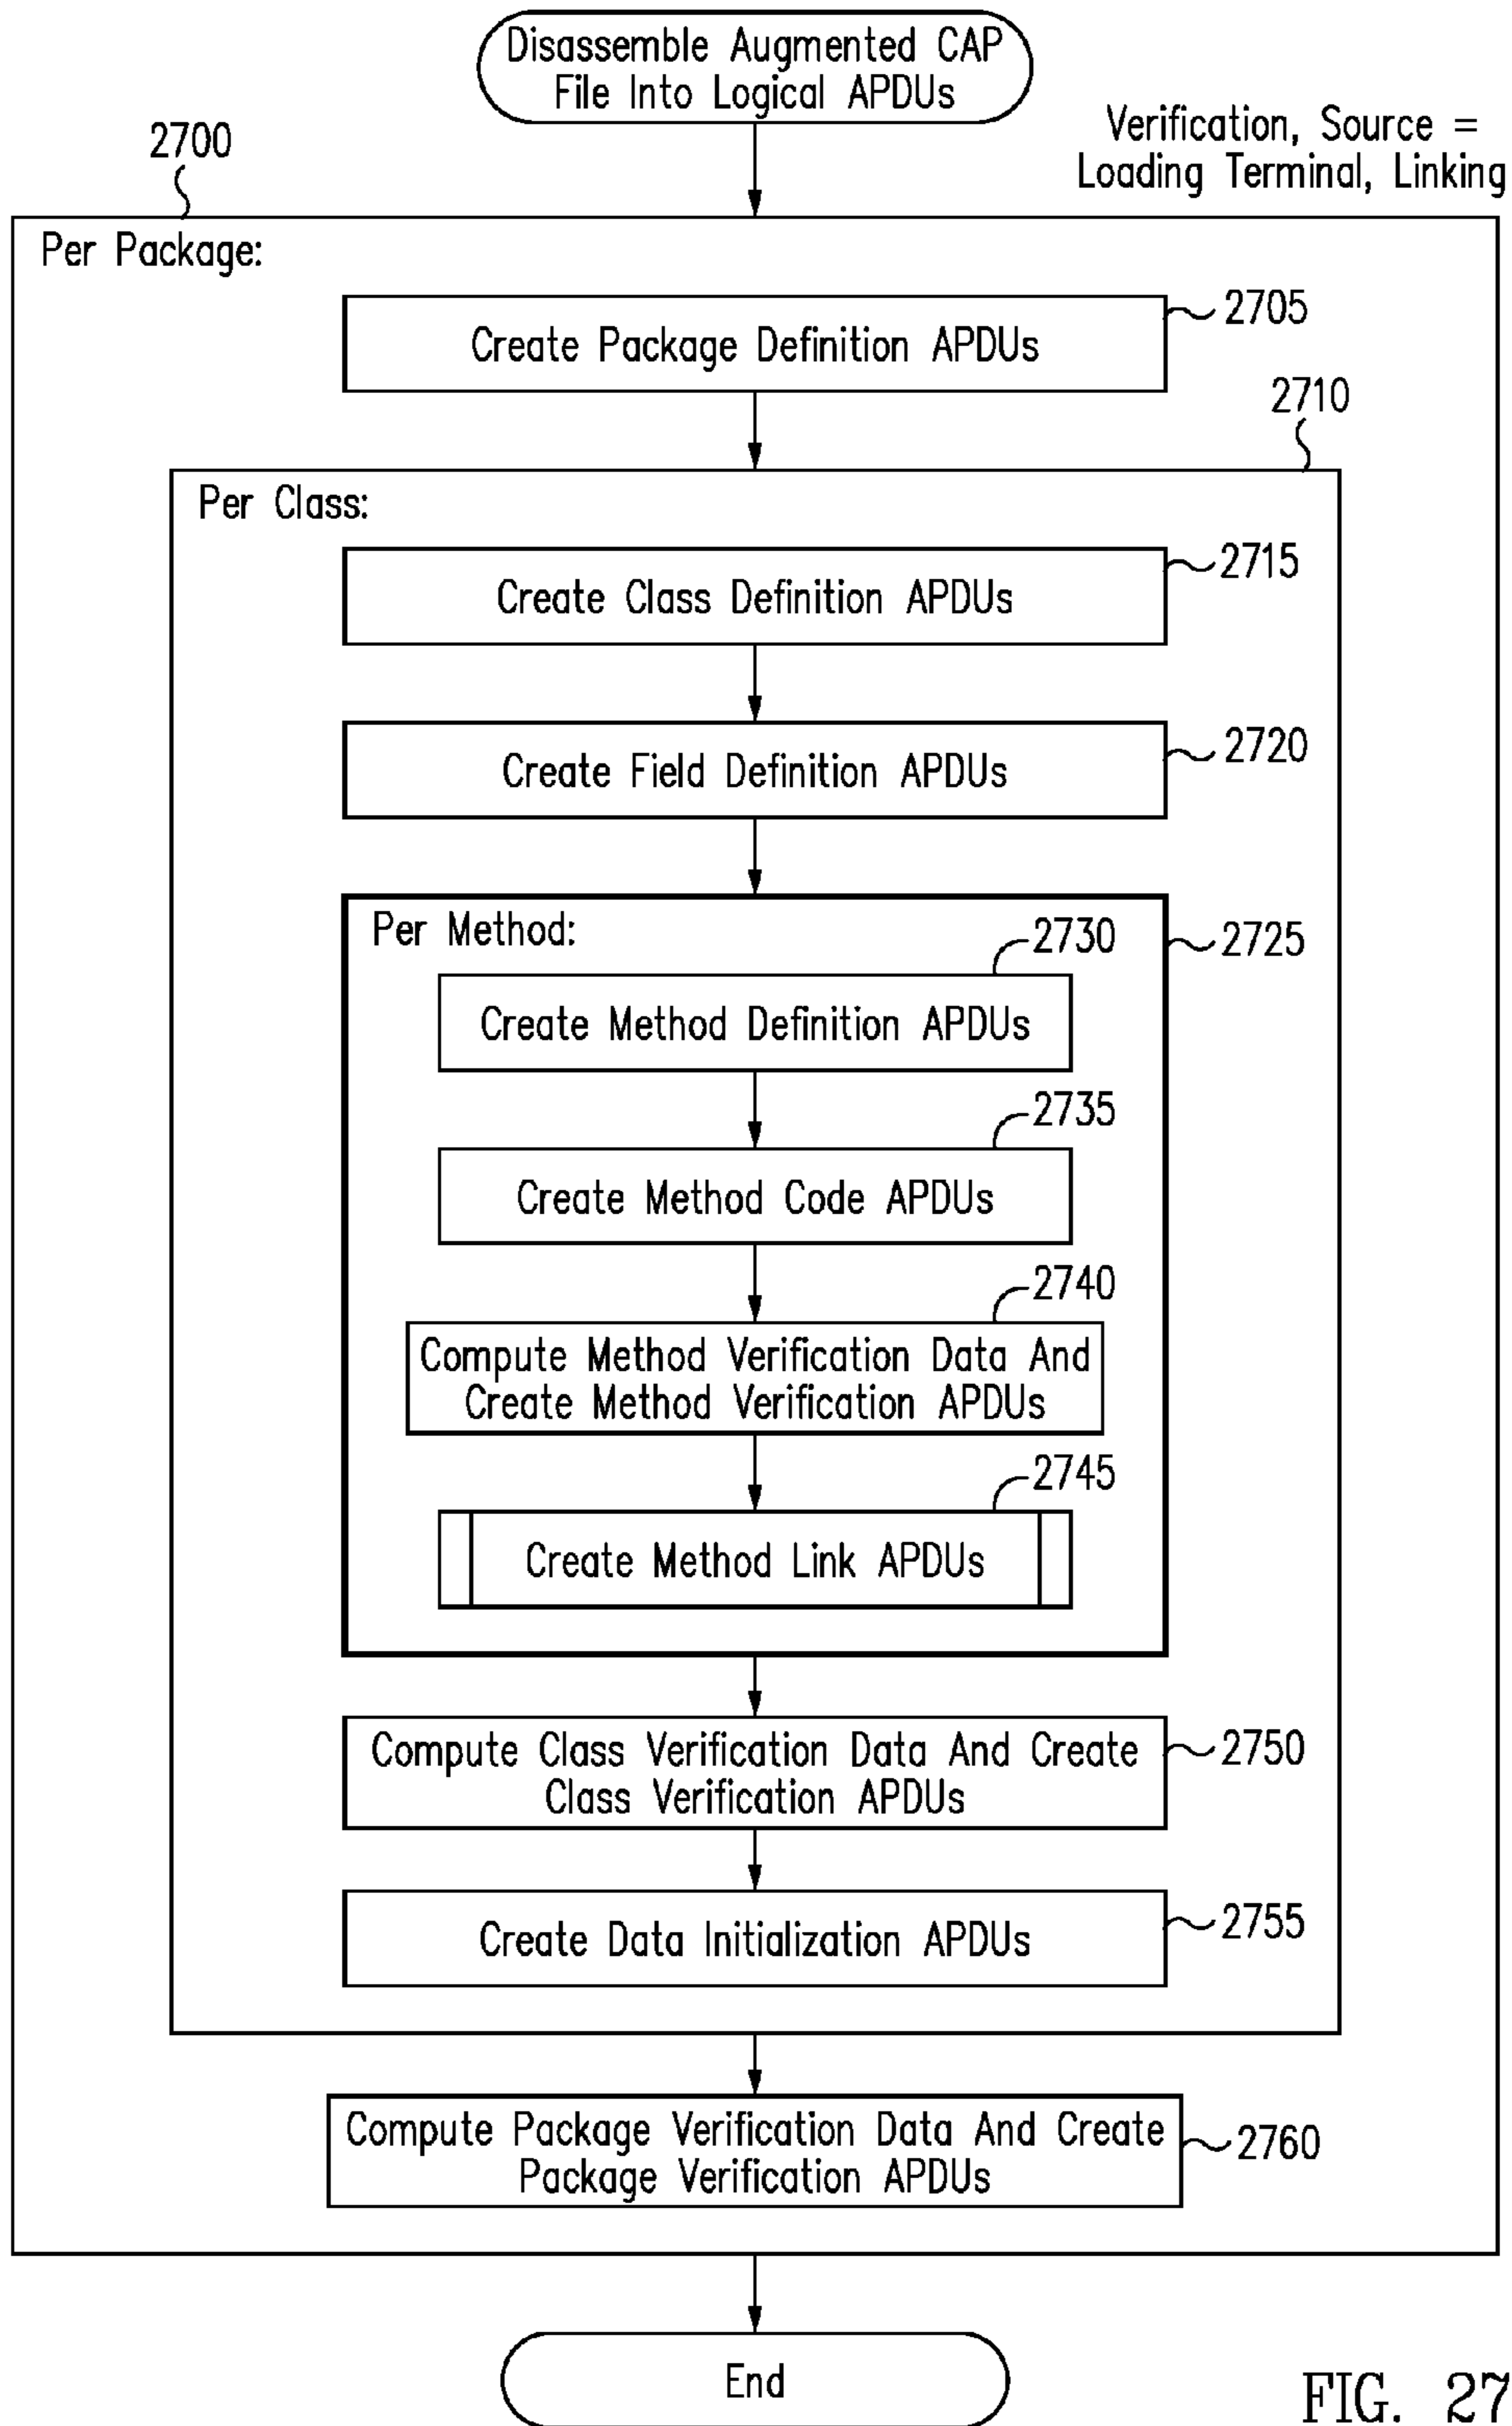 Disassemble Augmented CAP
File Into Logical APDUs
Verification, Source =
Loading Terminal, Linking
2700
Per Package:
2705
Create Package Definition APDUs
2710
Per Class:
2715
Create Class Definition APDUs
2720
Create Field Definition APDUs
Per Method:
2725
2730
Create Method Definition APDUs
2735
Create Method Code APDUs
2740
Compute Method Verification Data And
Create Method Verification APDUs
2745
Create Method Link APDUs
Compute Class Verification Data And Create
Class Verification APDUs
2750
Create Data Initialization APDUs
2755
Compute Package Verification Data And Create
Package Verification APDUs
2760
End
FIG. 27